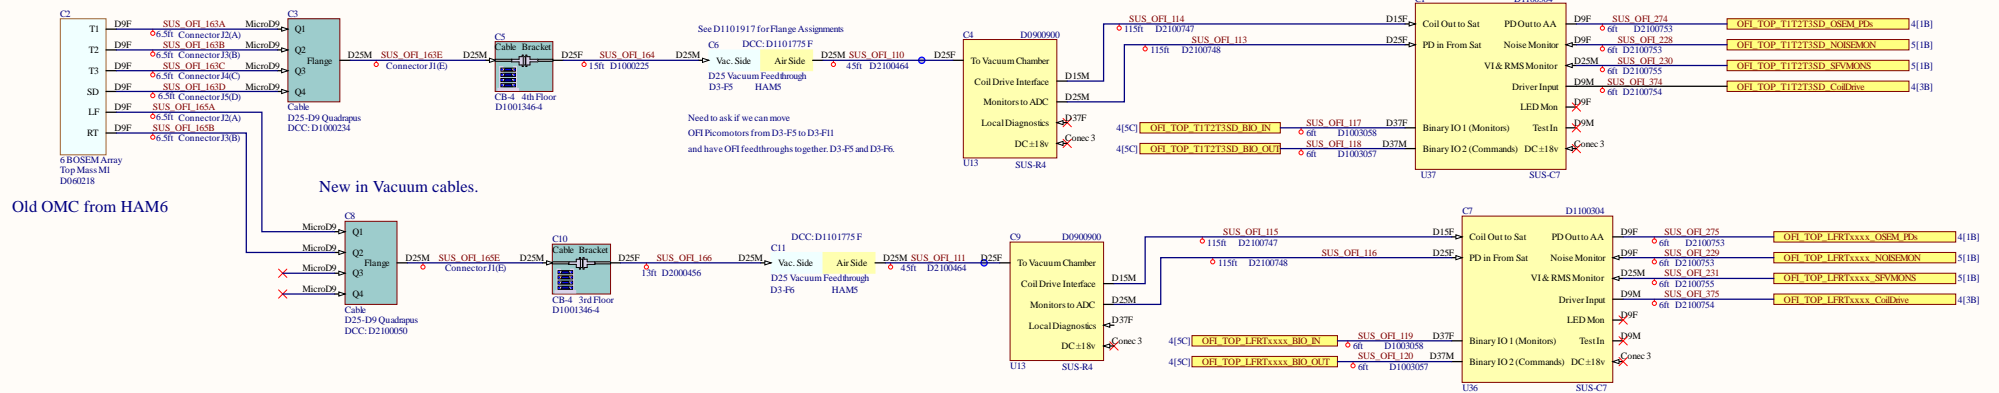 C2
T1
T2
T3
SD
LF
RT
6 BOSEM Array
Top Mass M1
D060218
D9F SUS_OFI_163A MicroD9
6.5ft ConnectorJ2(A)
D9F SUS_OFI_163B MicroD9
6.5ft ConnectorJ3(B)
D9F SUS_OFI_163C MicroD9
6.5ft ConnectorJ4(C)
D9F SUS_OFI_163D MicroD9
6.5ft ConnectorJ5(D)
D9F SUS_OFI_165A
6.5ft ConnectorJ2(A)
D9F SUS_OFI_165B
6.5ft ConnectorJ3(B)
C3
Q1
Q2
Q3
Q4
Flange
Cable
D25-D9 Quadrapus
DCC: D1000234
D25M SUS_OFI_163E D25M
ConnectorJ1(E)
C5
Cable Bracket
CB-4 4th Floor
D1001346-4
D25F SUS_OFI_164 D25M
15ft D1000225
See D1101917 for Flange Assignments
C6 DCC: D1101775 F
Vac. Side Air Side
D25 Vacuum Feedthrough
D3-F5 HAM5
D25M SUS_OFI_110 D25F
45ft D2100464
Need to ask if we can move
OFI Picomotors from D3-F5 to D3-F11
and have OFI feedthroughs together. D3-F5 and D3-F6.
C4 D0900900
To Vacuum Chamber
Coil Drive Interface
Monitors to ADC
Local Diagnostics
DC±18v
U13 SUS-R4
D15M
D25M
D37F
Conec 3
SUS_OFI_114 D15F
115ft D2100747
SUS_OFI_113 D25F
115ft D2100748
4[5C] OFI_TOP_T1T2T3SD_BIO_IN SUS_OFI_117 D37F
6ft D1003058
4[5C] OFI_TOP_T1T2T3SD_BIO_OUT SUS_OFI_118 D37M
6ft D1003057
D1100304
Coil Out to Sat PD Out to AA
PD in From Sat Noise Monitor
VI & RMS Monitor
Driver Input
LED Mon
Binary IO 1 (Monitors) Test In
Binary IO 2 (Commands) DC±18v
U37 SUS-C7
D9F SUS_OFI_274 OFI_TOP_T1T2T3SD_OSEM_PDs 4[1B]
6ft D2100753
D9F SUS_OFI_228 OFI_TOP_T1T2T3SD_NOISEMON 5[1B]
6ft D2100753
D25M SUS_OFI_230 OFI_TOP_T1T2T3SD_SFVMONS 5[1B]
6ft D2100755
D9M SUS_OFI_374 OFI_TOP_T1T2T3SD_CoilDrive 4[3B]
6ft D2100754
D9F
D9M
Conec 3
New in Vacuum cables.
Old OMC from HAM6
C8
MicroD9 Q1
MicroD9 Q2
MicroD9 Q3
MicroD9 Q4
Flange
Cable
D25-D9 Quadrapus
DCC: D2100050
D25M SUS_OFI_165E D25M
ConnectorJ1(E)
C10
Cable Bracket
CB-4 3rd Floor
D1001346-4
D25F SUS_OFI_166 D25M
13ft D2000456
DCC: D1101775 F
C11
Vac. Side Air Side
D25 Vacuum Feedthrough
D3-F6 HAM5
D25M SUS_OFI_111 D25F
45ft D2100464
C9 D0900900
To Vacuum Chamber
Coil Drive Interface
Monitors to ADC
Local Diagnostics
DC±18v
U13 SUS-R4
D15M
D25M
D37F
Conec 3
SUS_OFI_115 D15F
115ft D2100747
SUS_OFI_116 D25F
115ft D2100748
4[5C] OFI_TOP_LFRTxxxx_BIO_IN SUS_OFI_119 D37F
6ft D1003058
4[5C] OFI_TOP_LFRTxxxx_BIO_OUT SUS_OFI_120 D37M
6ft D1003057
C7 D1100304
Coil Out to Sat PD Out to AA
PD in From Sat Noise Monitor
VI & RMS Monitor
Driver Input
LED Mon
Binary IO 1 (Monitors) Test In
Binary IO 2 (Commands) DC±18v
U36 SUS-C7
D9F SUS_OFI_275 OFI_TOP_LFRTxxxx_OSEM_PDs 4[1B]
6ft D2100753
D9F SUS_OFI_229 OFI_TOP_LFRTxxxx_NOISEMON 5[1B]
6ft D2100753
D25M SUS_OFI_231 OFI_TOP_LFRTxxxx_SFVMONS 5[1B]
6ft D2100755
D9M SUS_OFI_375 OFI_TOP_LFRTxxxx_CoilDrive 4[3B]
6ft D2100754
D9F
D9M
Conec 3